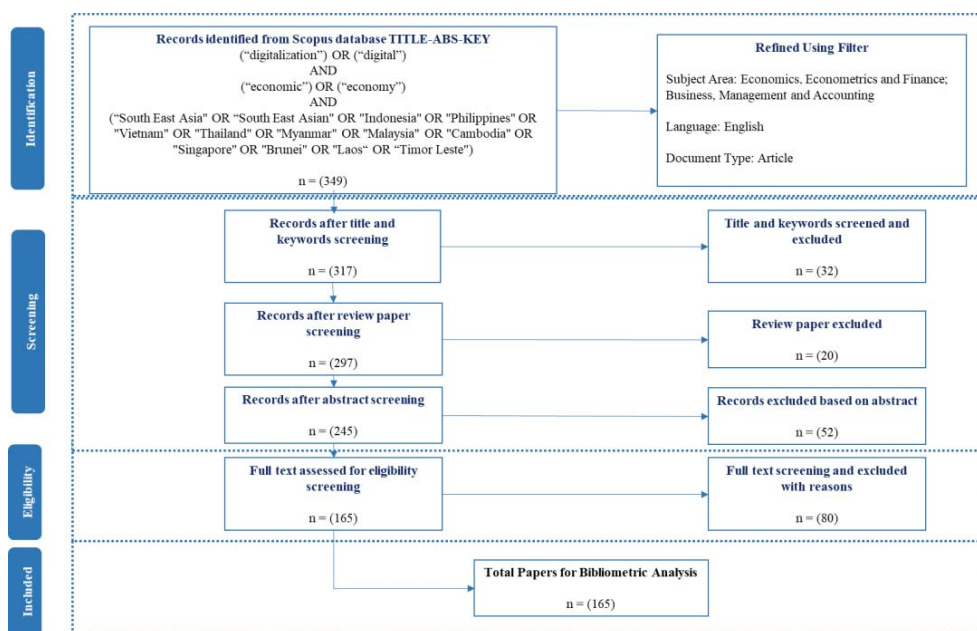 Identification
Records identified from Scopus database TITLE-ABS-KEY
(“digitalization”) OR (“digital”)
AND
(“economic”) OR (“economy”)
AND
(“South East Asia" OR “South East Asian" OR "Indonesia" OR "Philippines" OR
"Vietnam" OR "Thailand" OR "Myanmar" OR "Malaysia" OR "Cambodia" OR
"Singapore" OR "Brunei" OR "Laos“ OR “Timor Leste")
n = (349)
Refined Using Filter
Subject Area: Economics, Econometrics and Finance;
Business, Management and Accounting
Language: English
Document Type: Article
Screening
Records after title and
keywords screening
n = (317)
Title and keywords screened and
excluded
n = (32)
Records after review paper
screening
n = (297)
Review paper excluded
n = (20)
Records after abstract screening
n = (245)
Records excluded based on abstract
n = (52)
Eligibility
Full text assessed for eligibility
screening
n = (165)
Full text screening and excluded
with reasons
n = (80)
Included
Total Papers for Bibliometric Analysis
n = (165)